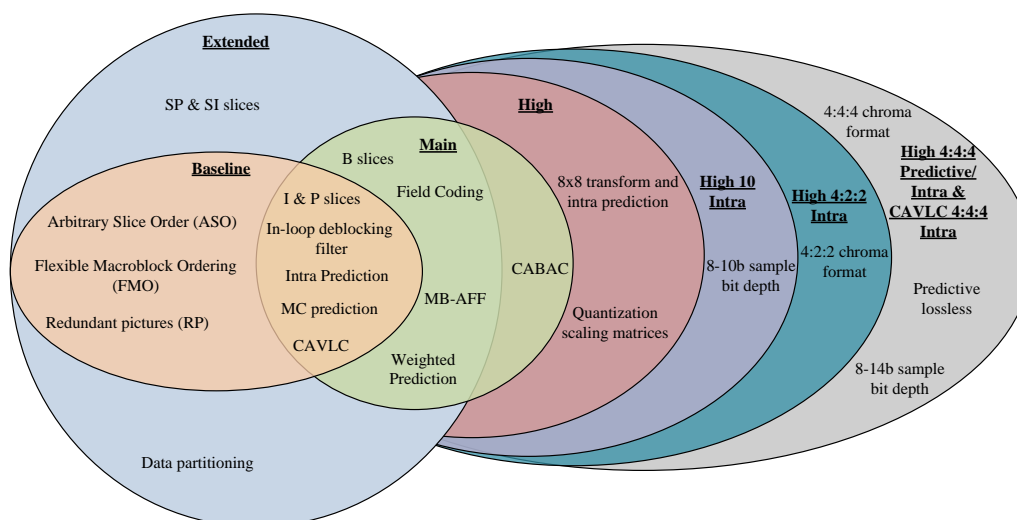 Extended
SP & SI slices
Baseline
Arbitrary Slice Order (ASO)
Flexible Macroblock Ordering
(FMO)
Redundant pictures (RP)
Data partitioning
I & P slices
In-loop deblocking
filter
Intra Prediction
MC prediction
CAVLC
B slices
Main
Field Coding
MB-AFF
Weighted
Prediction
CABAC
High
8x8 transform and
intra prediction
Quantization
scaling matrices
High 10
Intra
8-10b sample
bit depth
High 4:2:2
Intra
4:2:2 chroma
format
4:4:4 chroma
format
High 4:4:4
Predictive/
Intra &
CAVLC 4:4:4
Intra
Predictive
lossless
8-14b sample
bit depth